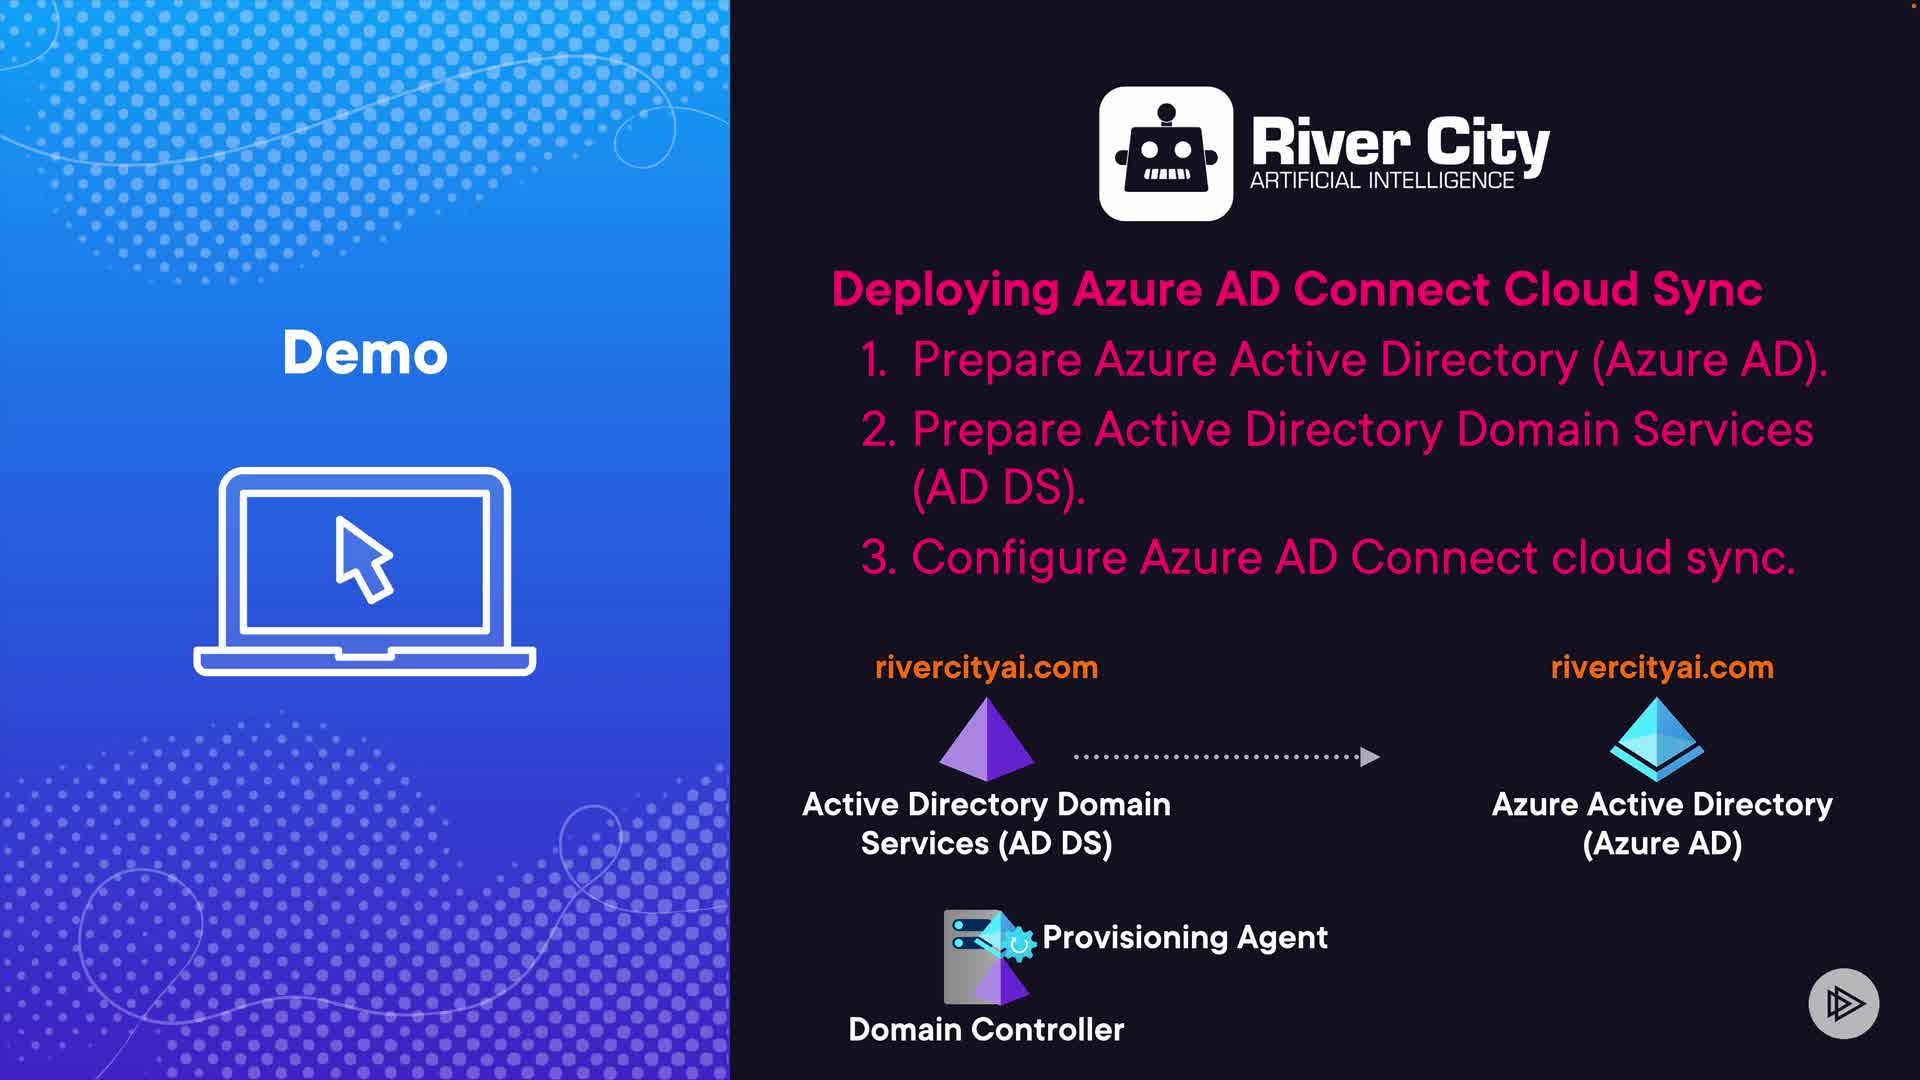 Demo
River City
ARTIFICIAL INTELLIGENCE
Deploying Azure AD Connect Cloud Sync
1. Prepare Azure Active Directory (Azure AD).
2. Prepare Active Directory Domain Services
(AD DS).
3. Configure Azure AD Connect cloud sync.
rivercityai.com
Active Directory Domain
Services (AD DS)
rivercityai.com
Azure Active Directory
(Azure AD)
Provisioning Agent
Domain Controller